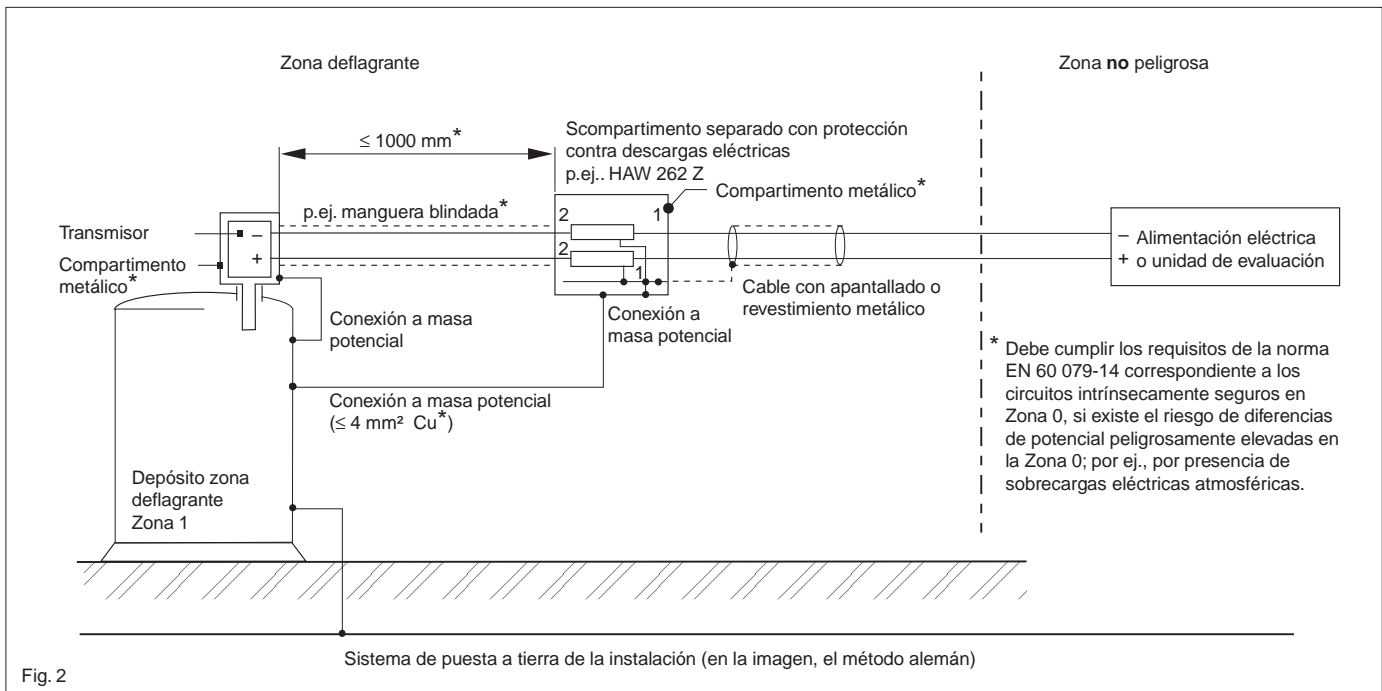 Zona deflagrante
Zona no peligrosa
≤ 1000 mm*
Scompartimento separado con protección
contra descargas eléctricas
p.ej.. HAW 262 Z
Compartimento metálico*
p.ej. manguera blindada*
2
1
2
1
Transmisor
–
+
Compartimento
metálico*
– Alimentación eléctrica
+ o unidad de evaluación
Cable con apantallado o
revestimiento metálico
Conexión a masa
potencial
Conexión a
masa potencial
Conexión a masa potencial
(≤ 4 mm² Cu*)
* Debe cumplir los requisitos de la norma
EN 60 079-14 correspondiente a los
circuitos intrínsecamente seguros en
Zona 0, si existe el riesgo de diferencias
de potencial peligrosamente elevadas en
la Zona 0; por ej., por presencia de
sobrecargas eléctricas atmosféricas.
Depósito zona
deflagrante
Zona 1
Sistema de puesta a tierra de la instalación (en la imagen, el método alemán)
Fig. 2